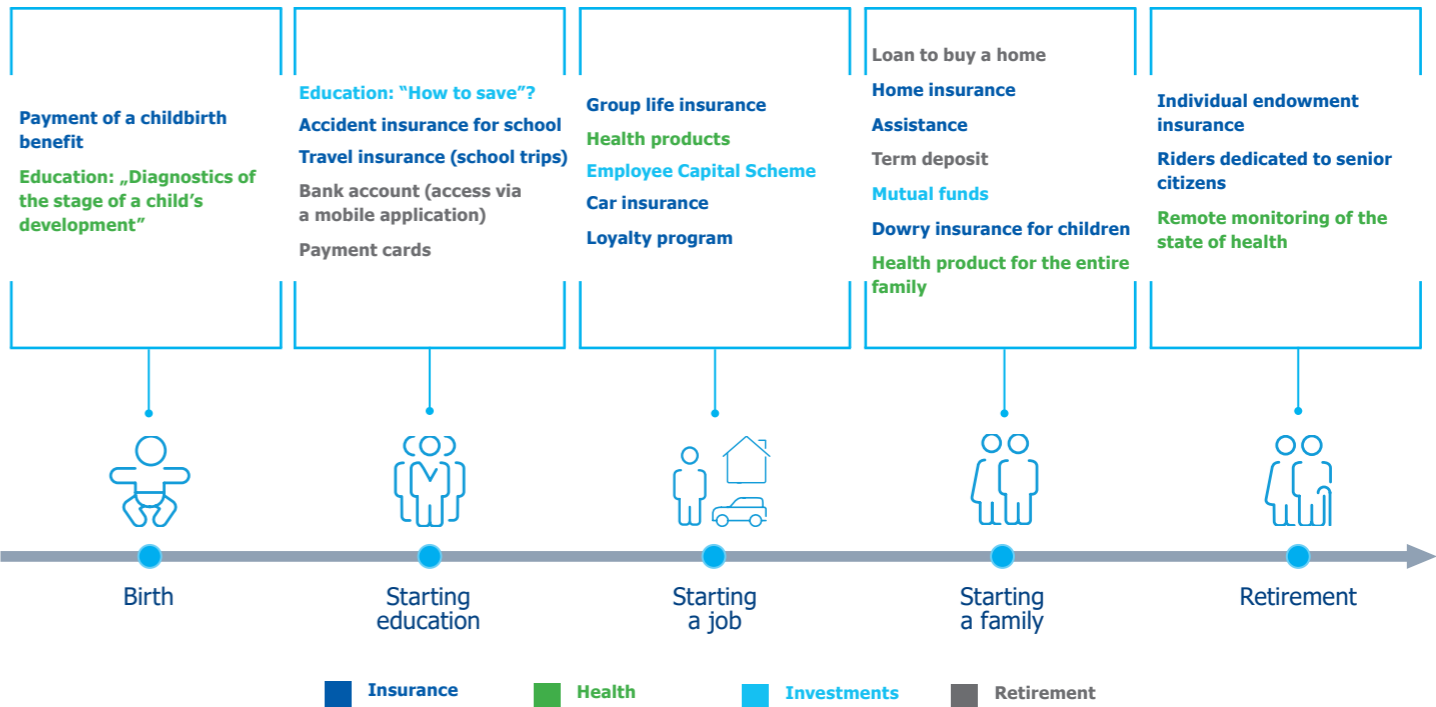 Payment of a childbirth
benefit
Education: „Diagnostics of
the stage of a child’s
development”
Education: “How to save”?
Accident insurance for school
Travel insurance (school trips)
Bank account (access via
a mobile application)
Payment cards
Group life insurance
Health products
Employee Capital Scheme
Car insurance
Loyalty program
Loan to buy a home
Home insurance
Assistance
Term deposit
Mutual funds
Dowry insurance for children
Health product for the entire
family
Individual endowment
insurance
Riders dedicated to senior
citizens
Remote monitoring of the
state of health
Birth
Starting
education
Starting
a job
Starting
a family
Retirement
Insurance
Health
Investments
Retirement